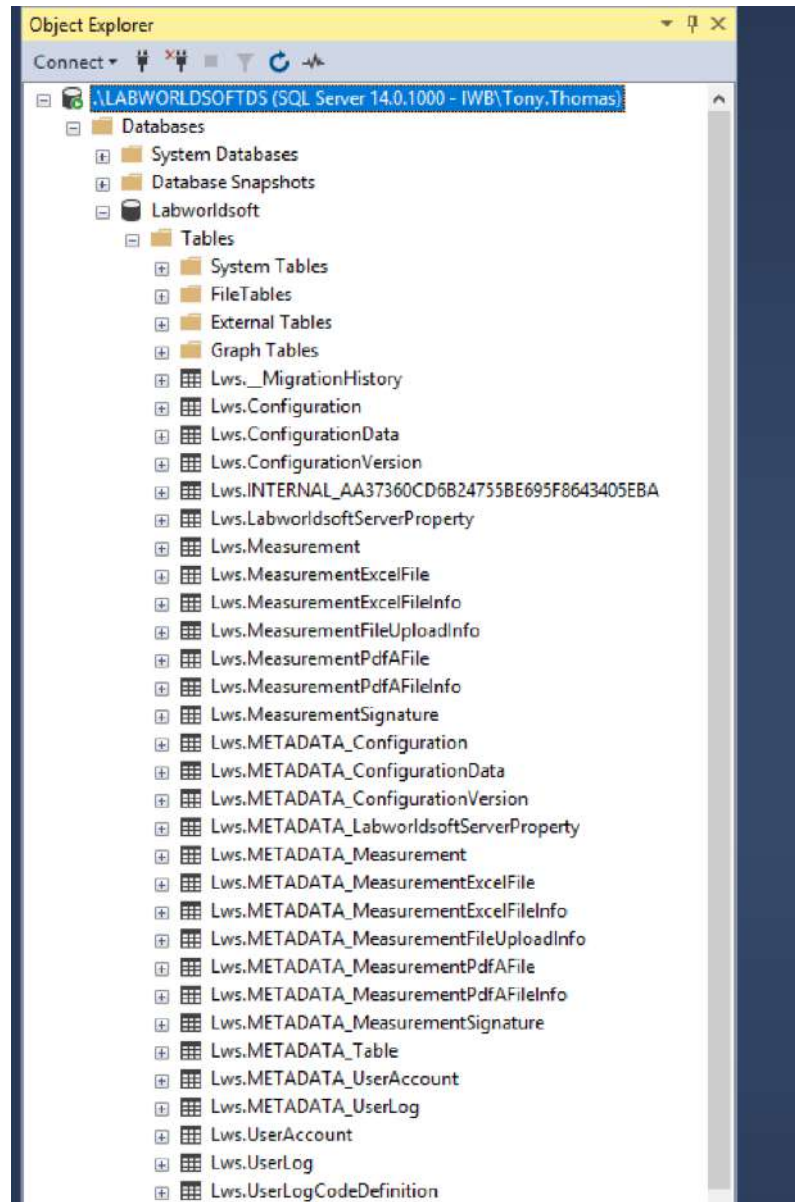 Object Explorer
Connect
.\LABWORLDSOFTDS (SQL Server 14.0.1000 - IWB\Tony.Thomas)
Databases
System Databases
Database Snapshots
Labworldsoft
Tables
System Tables
FileTables
External Tables
Graph Tables
Lws.__MigrationHistory
Lws.Configuration
Lws.ConfigurationData
Lws.ConfigurationVersion
Lws.INTERNAL_AA37360CD6B24755BE695F8643405EBA
Lws.LabworldsoftServerProperty
Lws.Measurement
Lws.MeasurementExcelFile
Lws.MeasurementExcelFileInfo
Lws.MeasurementFileUploadInfo
Lws.MeasurementPdfAFile
Lws.MeasurementPdfAFileInfo
Lws.MeasurementSignature
Lws.METADATA_Configuration
Lws.METADATA_ConfigurationData
Lws.METADATA_ConfigurationVersion
Lws.METADATA_LabworldsoftServerProperty
Lws.METADATA_Measurement
Lws.METADATA_MeasurementExcelFile
Lws.METADATA_MeasurementExcelFileInfo
Lws.METADATA_MeasurementFileUploadInfo
Lws.METADATA_MeasurementPdfAFile
Lws.METADATA_MeasurementPdfAFileInfo
Lws.METADATA_MeasurementSignature
Lws.METADATA_Table
Lws.METADATA_UserAccount
Lws.METADATA_UserLog
Lws.UserAccount
Lws.UserLog
Lws.UserLogCodeDefinition